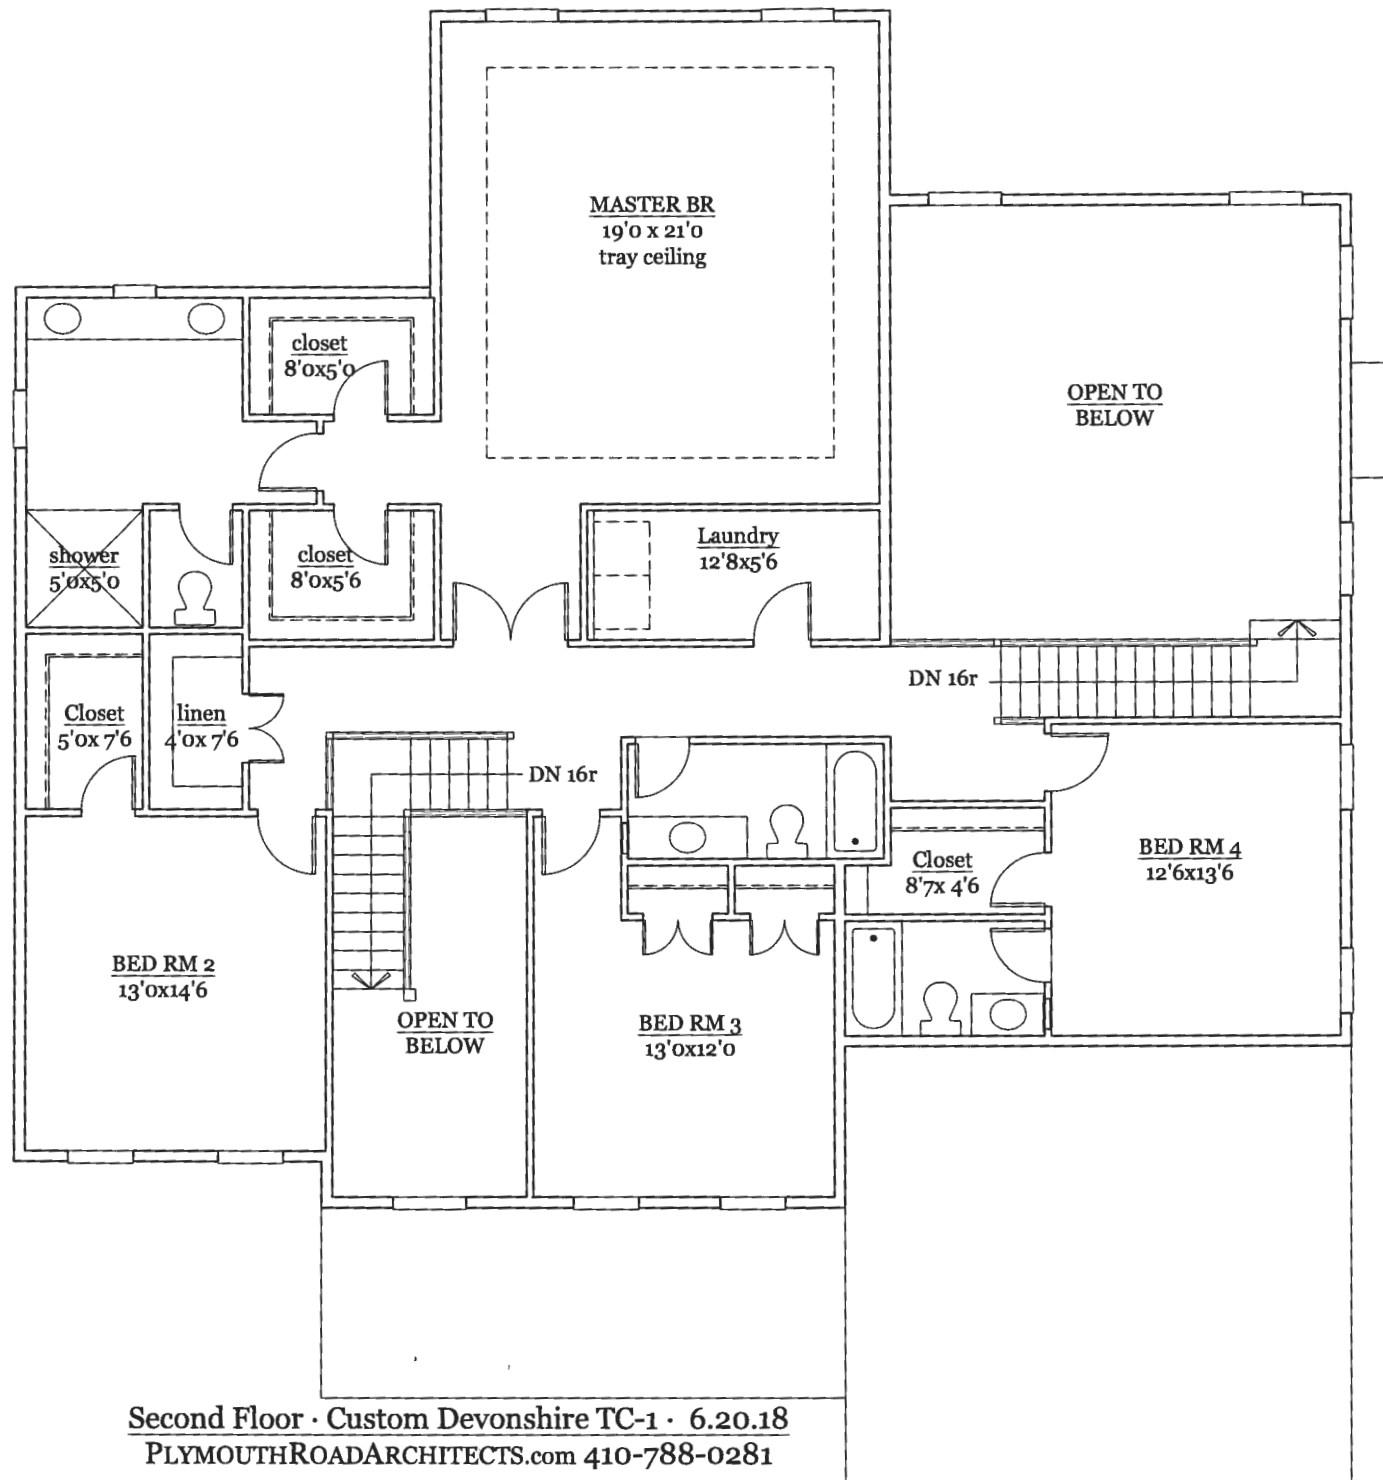 MASTER BR
19'0 x 21'0
tray ceiling
closet
8'0x5'0
OPEN TO
BELOW
shower
5'0x5'0
closet
8'0x5'6
Laundry
12'8x5'6
DN 16r
Closet
5'0x 7'6
linen
4'0x 7'6
DN 16r
Closet
8'7x 4'6
BED RM 4
12'6x13'6
BED RM 2
13'0x14'6
OPEN TO
BELOW
BED RM 3
13'0x12'0
Second Floor · Custom Devonshire TC-1 · 6.20.18
PLYMOUTHROADARCHITECTS.com 410-788-0281